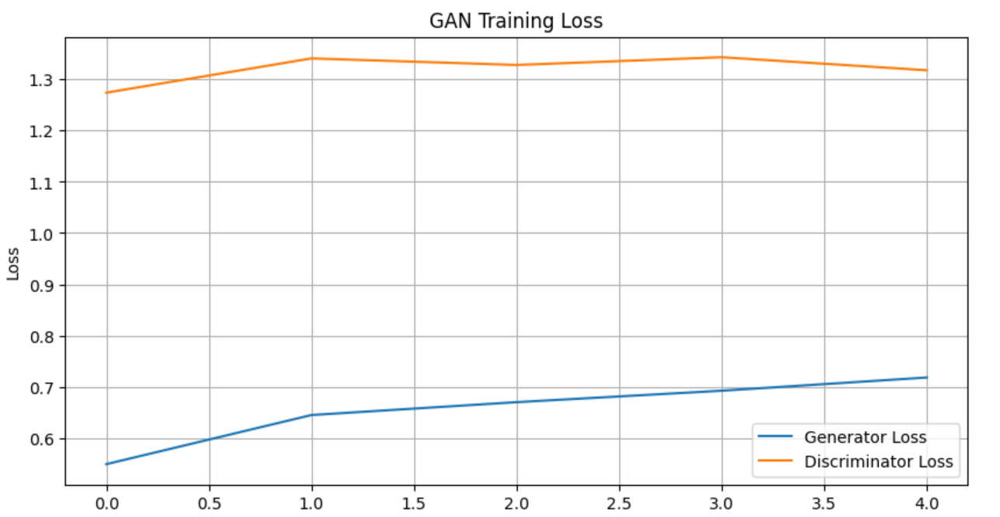 GAN Training Loss
1.3
1.2
1.1
1.0
0.9
0.8
0.7
0.6
Loss
Generator Loss
Discriminator Loss
0.0 0.5 1.0 1.5 2.0 2.5 3.0 3.5 4.0